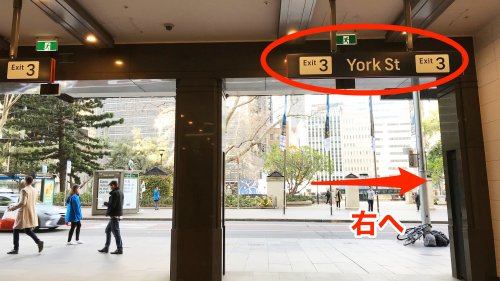 Exit 3
Exit 3 York St Exit 3
右へ